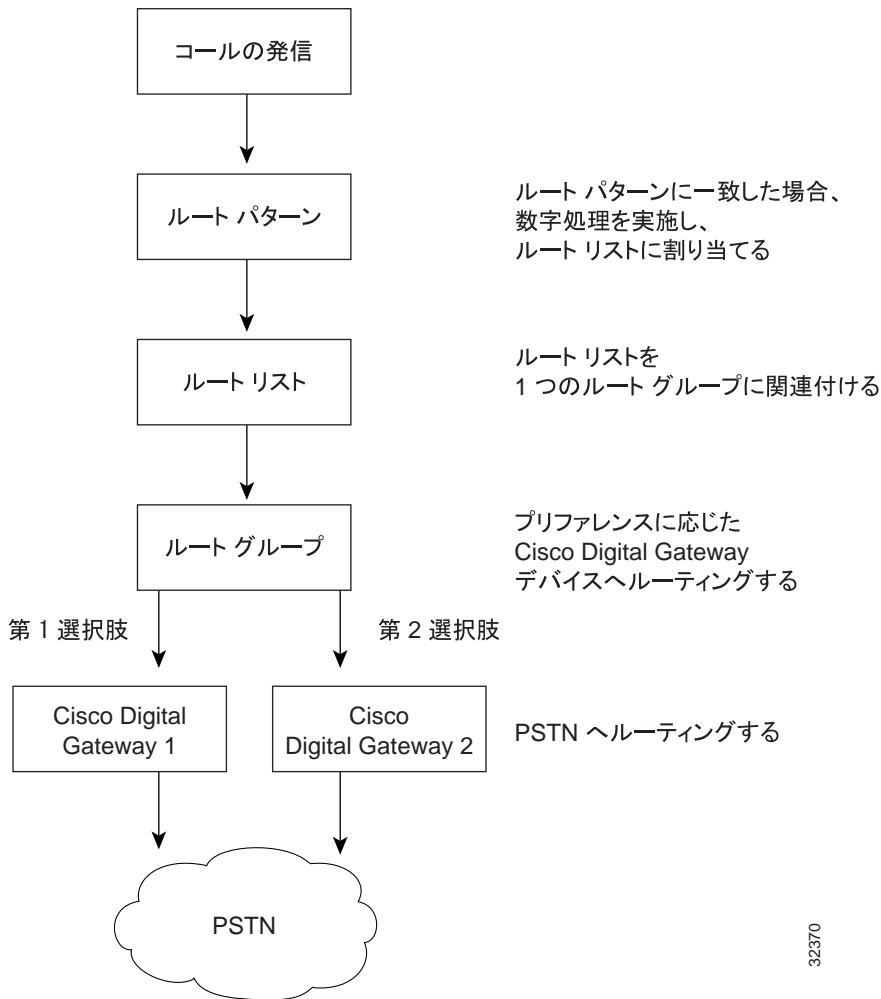 コールの発信
ルート パターン
ルート パターンに一致した場合、
数字処理を実施し、
ルート リストに割り当てる
ルート リスト
ルート リストを
1 つのルート グループに関連付ける
ルート グループ
プリファレンスに応じた
Cisco Digital Gateway
デバイスへルーティングする
第 1 選択肢
第 2 選択肢
Cisco Digital
Gateway 1
Cisco
Digital Gateway 2
PSTN へルーティングする
PSTN
32370